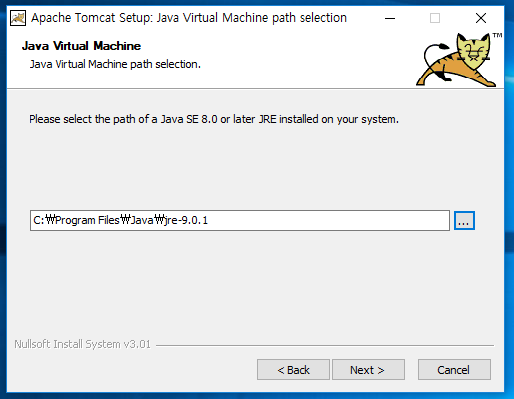 Apache Tomcat Setup: Java Virtual Machine path selection
Java Virtual Machine
Java Virtual Machine path selection.
TM
Please select the path of a Java SE 8.0 or later JRE installed on your system.
C:₩Program Files₩Java₩jre-9.0.1
...
Nullsoft Install System v3.01
< Back
Next >
Cancel